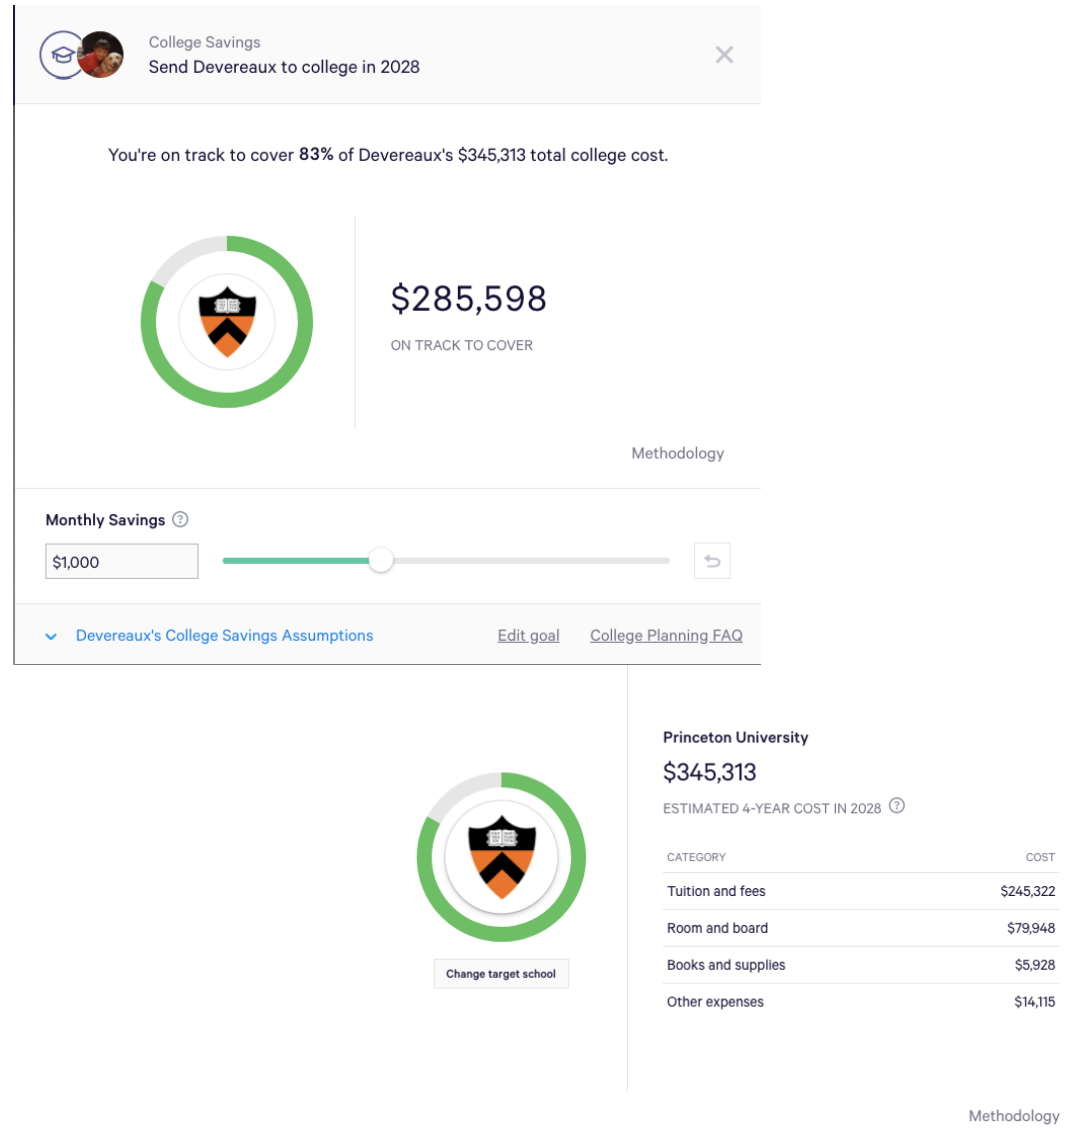 College Savings
Send Devereaux to college in 2028
You're on track to cover 83% of Devereaux's $345,313 total college cost.
$285,598
ON TRACK TO COVER
Methodology
Monthly Savings ?
$1,000
Devereaux's College Savings Assumptions Edit goal College Planning FAQ
Princeton University
$345,313
ESTIMATED 4-YEAR COST IN 2028 ?
CATEGORY COST
Tuition and fees $245,322
Room and board $79,948
Books and supplies $5,928
Other expenses $14,115
Change target school
Methodology